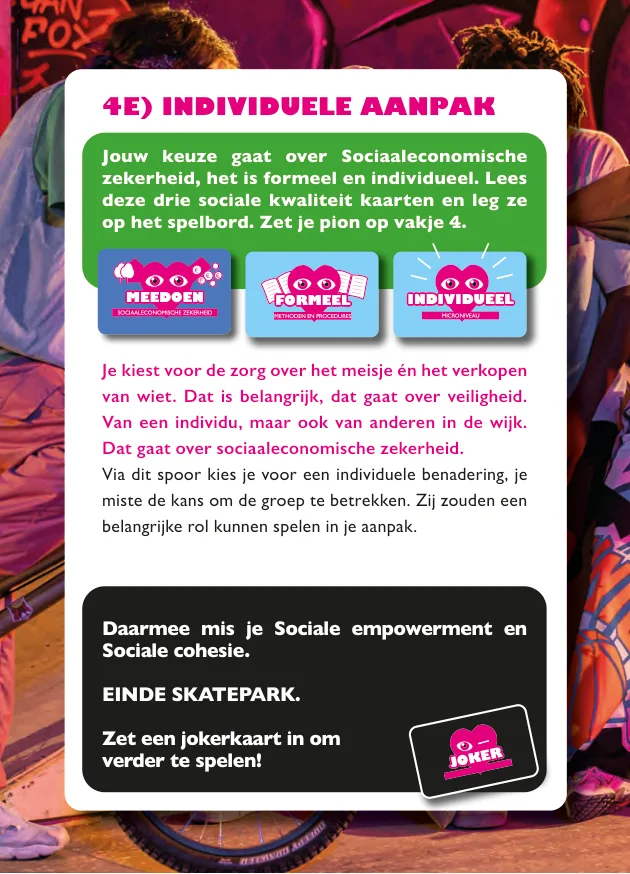 4E) INDIVIDUELE AANPAK
Jouw keuze gaat over Sociaaleconomische
zekerheid, het is formeel en individueel. Lees
deze drie sociale kwaliteit kaarten en leg ze
op het spelbord. Zet je pion op vakje 4.
MEEDOEN
SOCIAALECONOMISCHE ZEKERHEID
FORMEEL
METHODEN EN PROCEDURES
INDIVIDUEEL
MICRONIVEAU
Je kiest voor de zorg over het meisje én het verkopen
van wiet. Dat is belangrijk, dat gaat over veiligheid.
Van een individu, maar ook van anderen in de wijk.
Dat gaat over sociaaleconomische zekerheid.
Via dit spoor kies je voor een individuele benadering, je
miste de kans om de groep te betrekken. Zij zouden een
belangrijke rol kunnen spelen in je aanpak.
Daarmee mis je Sociale empowerment en
Sociale cohesie.
EINDE SKATEPARK.
Zet een jokerkaart in om
verder te spelen!
JOKER